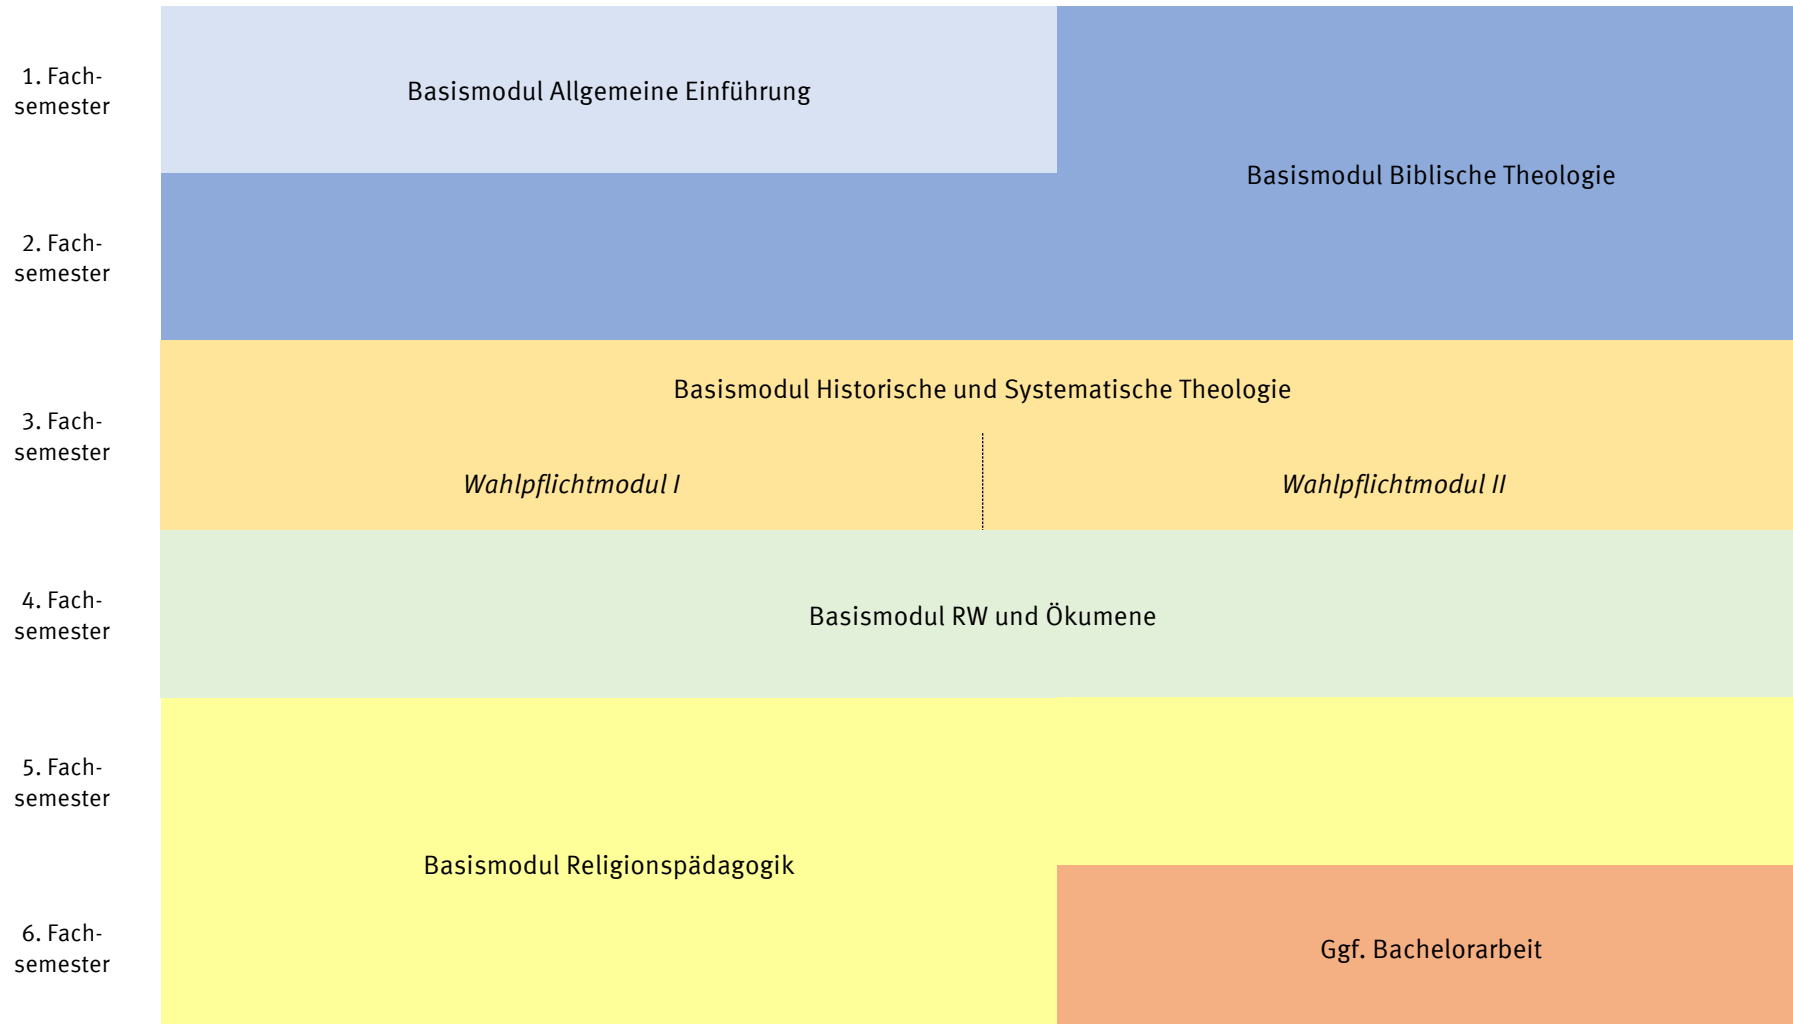 1. Fach-
semester
Basismodul Allgemeine Einführung
Basismodul Biblische Theologie
2. Fach-
semester
3. Fach-
semester
Basismodul Historische und Systematische Theologie
Wahlpflichtmodul I
Wahlpflichtmodul II
4. Fach-
semester
Basismodul RW und Ökumene
5. Fach-
semester
Basismodul Religionspädagogik
6. Fach-
semester
Ggf. Bachelorarbeit